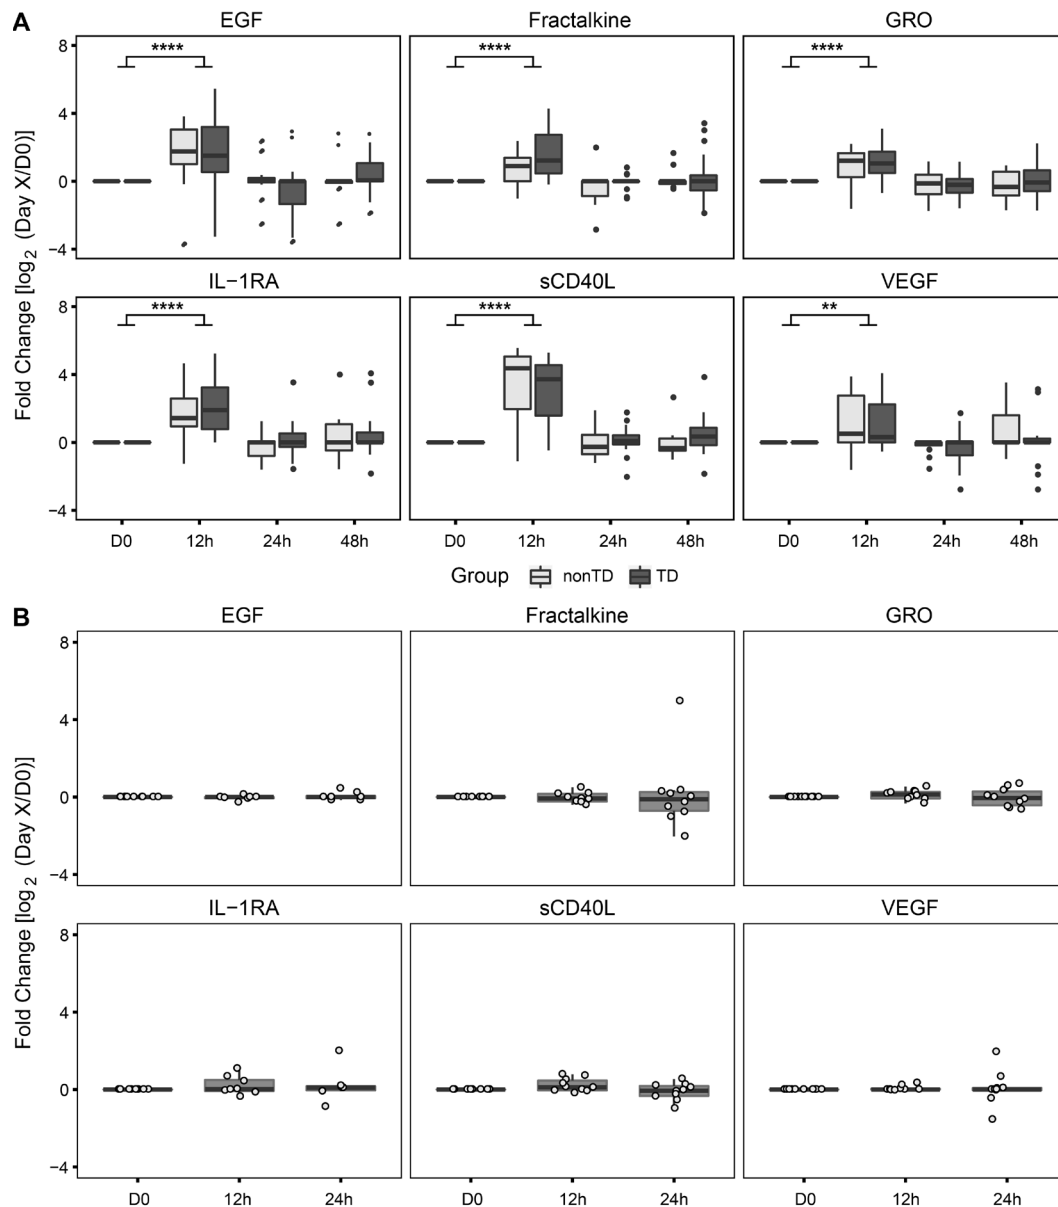 A
EGF Fractalkine GRO
**** **** ****
8
4
0
−4
IL−1RA sCD40L VEGF
**** **** **
8
4
0
−4
Fold Change [log2 (Day X/D0)]
D0 12h 24h 48h D0 12h 24h 48h D0 12h 24h 48h
Group nonTD TD
B
EGF Fractalkine GRO
8
4
0
−4
IL−1RA sCD40L VEGF
8
4
0
−4
Fold Change [log2 (Day X/D0)]
D0 12h 24h D0 12h 24h D0 12h 24h